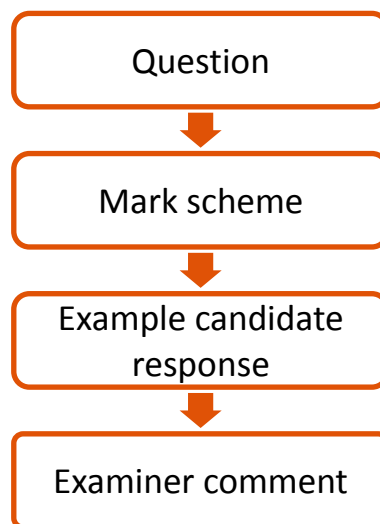 Question
Mark scheme
Example candidate
response
Examiner comment